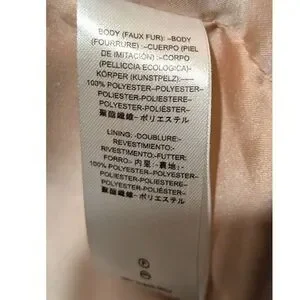 BODY (FAUX FUR):-BODY
(FOURRURE):-CUERPO (PIEL
DE IMITACIÓN) :-CORPO:-
(PELLICCIA ECOLOGICA)-
KÖRPER (KUNSTPELZ)-----
100% POLYESTER-POLYESTER-
POLIESTER-POLIESTERE-
POLYESTER-POLIÉSTER-
聚酯纖維- ポリエステル
LINING:-DOUBLURE:-
REVESTIMIENTO:-
RIVESTIMENTO:-FUTTER:
FORRO:- 内里:- 裏地:-
100% POLYESTER-POLYESTER-
POLIESTER-POLIESTERE-
POLYESTER-POLIÉSTER-
聚酯纖維- ポリエステル